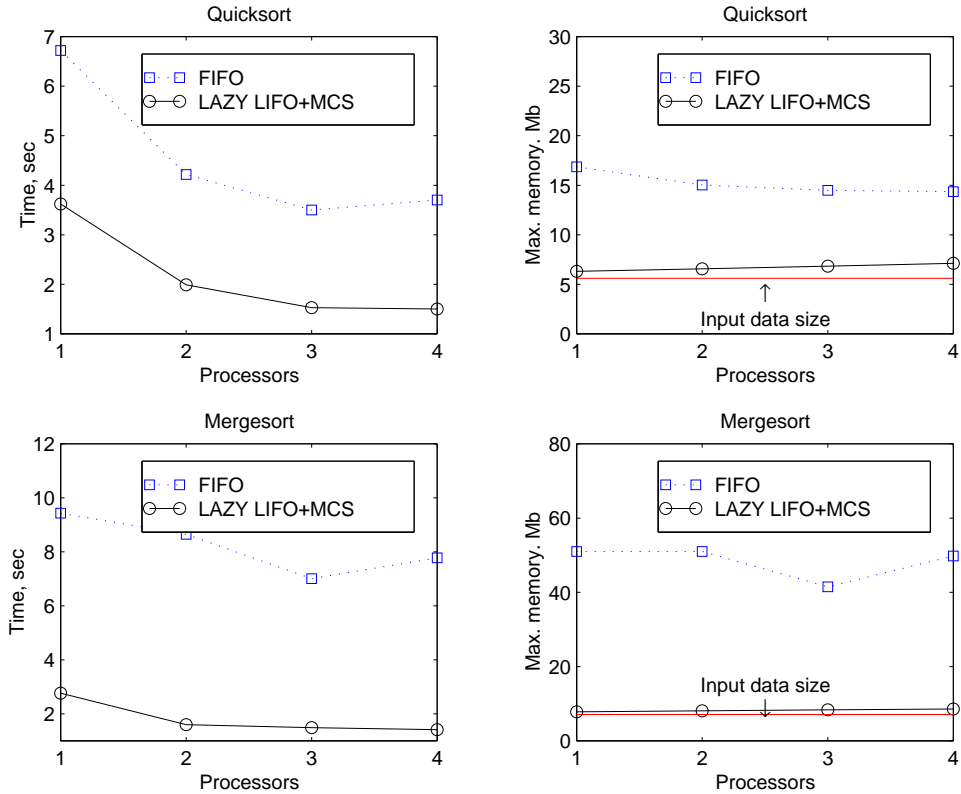 Quicksort
7
6
5
4
3
2
1
Time, sec
FIFO
LAZY LIFO+MCS
1 2 3 4
Processors
Quicksort
30
25
20
15
10
5
0
Max. memory. Mb
FIFO
LAZY LIFO+MCS
Input data size
1 2 3 4
Processors
Mergesort
12
10
8
6
4
2
Time, sec
FIFO
LAZY LIFO+MCS
1 2 3 4
Processors
Mergesort
80
60
40
20
0
Max. memory. Mb
FIFO
LAZY LIFO+MCS
Input data size
1 2 3 4
Processors